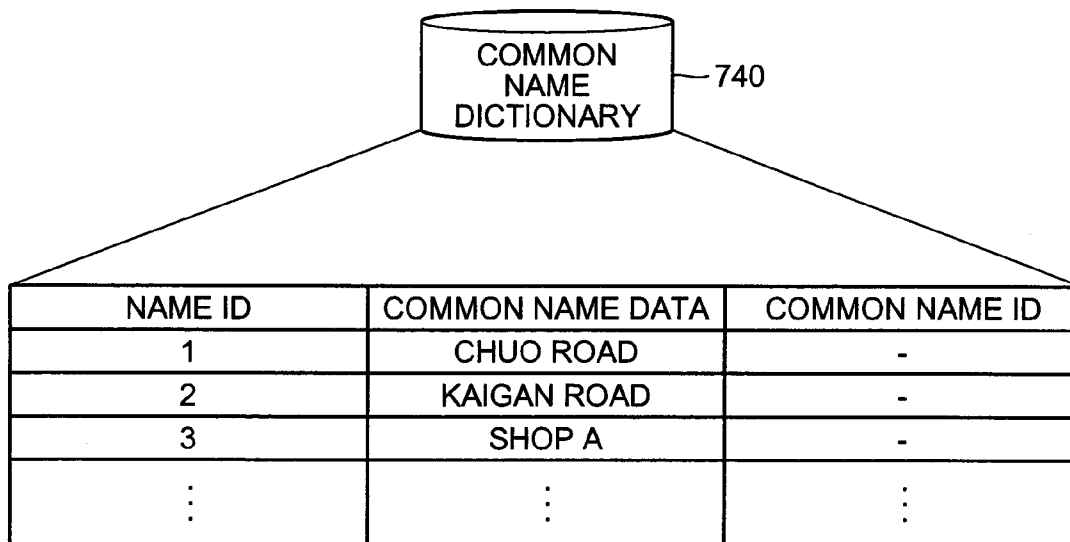 COMMON
NAME
DICTIONARY
740
NAME ID COMMON NAME DATA COMMON NAME ID
1 CHUO ROAD -
2 KAIGAN ROAD -
3 SHOP A -
⋮ ⋮ ⋮